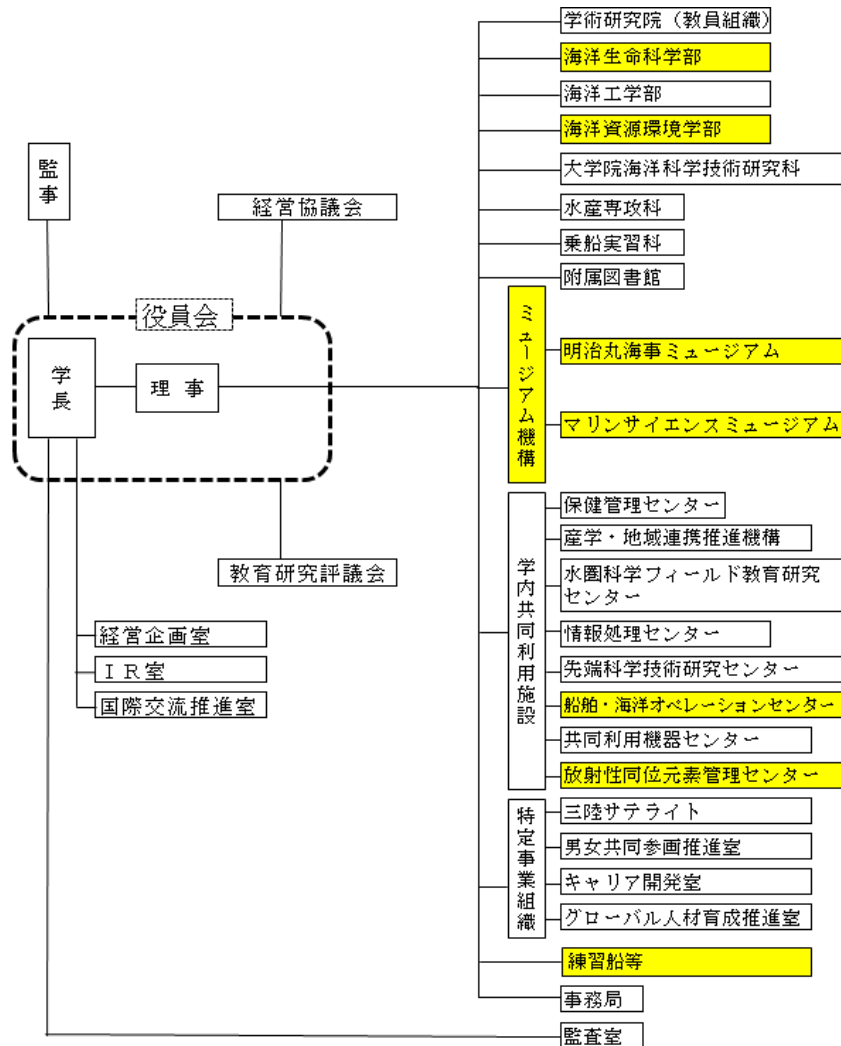 学術研究院（教員組織）
海洋生命科学部
海洋工学部
海洋資源環境学部
大学院海洋科学技術研究科
水産専攻科
乗船実習科
附属図書館
監事
経営協議会
役員会
学長
理事
ミュージアム機構
明治丸海事ミュージアム
マリンサイエンスミュージアム
教育研究評議会
経営企画室
ＩＲ室
国際交流推進室
学内共同利用施設
保健管理センター
産学・地域連携推進機構
水圏科学フィールド教育研究
センター
情報処理センター
先端科学技術研究センター
船舶・海洋オペレーションセンター
共同利用機器センター
放射性同位元素管理センター
特定事業組織
三陸サテライト
男女共同参画推進室
キャリア開発室
グローバル人材育成推進室
練習船等
事務局
監査室